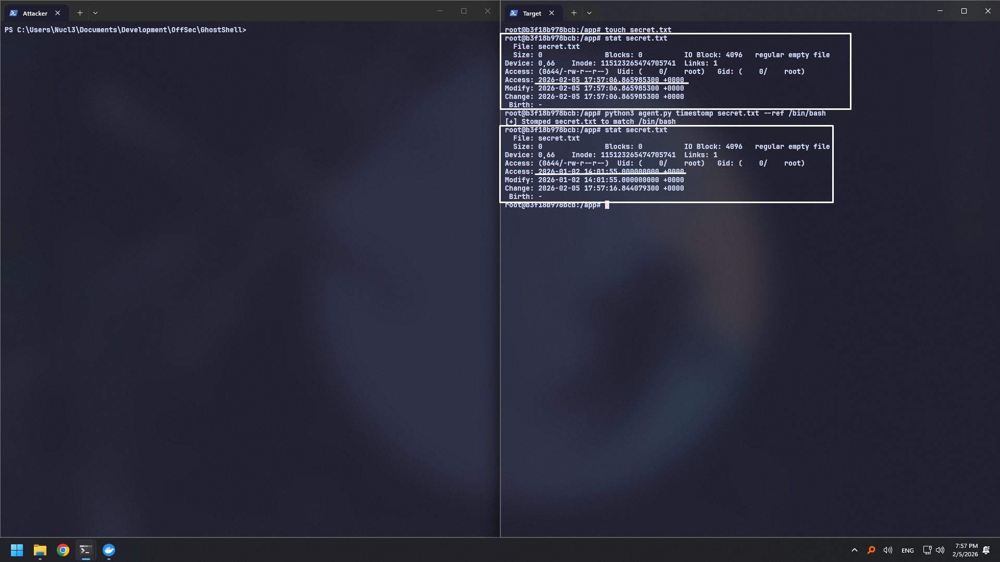 Attacker
PS C:\Users\Nucl3\Documents\Development\OffSec\GhostShell>
Target
root@b3f18b978bcb:/app# touch secret.txt
root@b3f18b978bcb:/app# stat secret.txt
  File: secret.txt
  Size: 0               Blocks: 0          IO Block: 4096   regular empty file
Device: 0,66    Inode: 115123265474705741  Links: 1
Access: (0644/-rw-r--r--)  Uid: (    0/    root)   Gid: (    0/    root)
Access: 2026-02-05 17:57:06.865985300 +0000
Modify: 2026-02-05 17:57:06.865985300 +0000
Change: 2026-02-05 17:57:06.865985300 +0000
 Birth: -
root@b3f18b978bcb:/app# python3 agent.py timestomp secret.txt --ref /bin/bash
[+] Stomped secret.txt to match /bin/bash
root@b3f18b978bcb:/app# stat secret.txt
  File: secret.txt
  Size: 0               Blocks: 0          IO Block: 4096   regular empty file
Device: 0,66    Inode: 115123265474705741  Links: 1
Access: (0644/-rw-r--r--)  Uid: (    0/    root)   Gid: (    0/    root)
Access: 2026-01-02 14:01:55.000000000 +0000
Modify: 2026-01-02 14:01:55.000000000 +0000
Change: 2026-02-05 17:57:16.844079300 +0000
 Birth: -
root@b3f18b978bcb:/app#
ENG
7:57 PM
2/5/2026